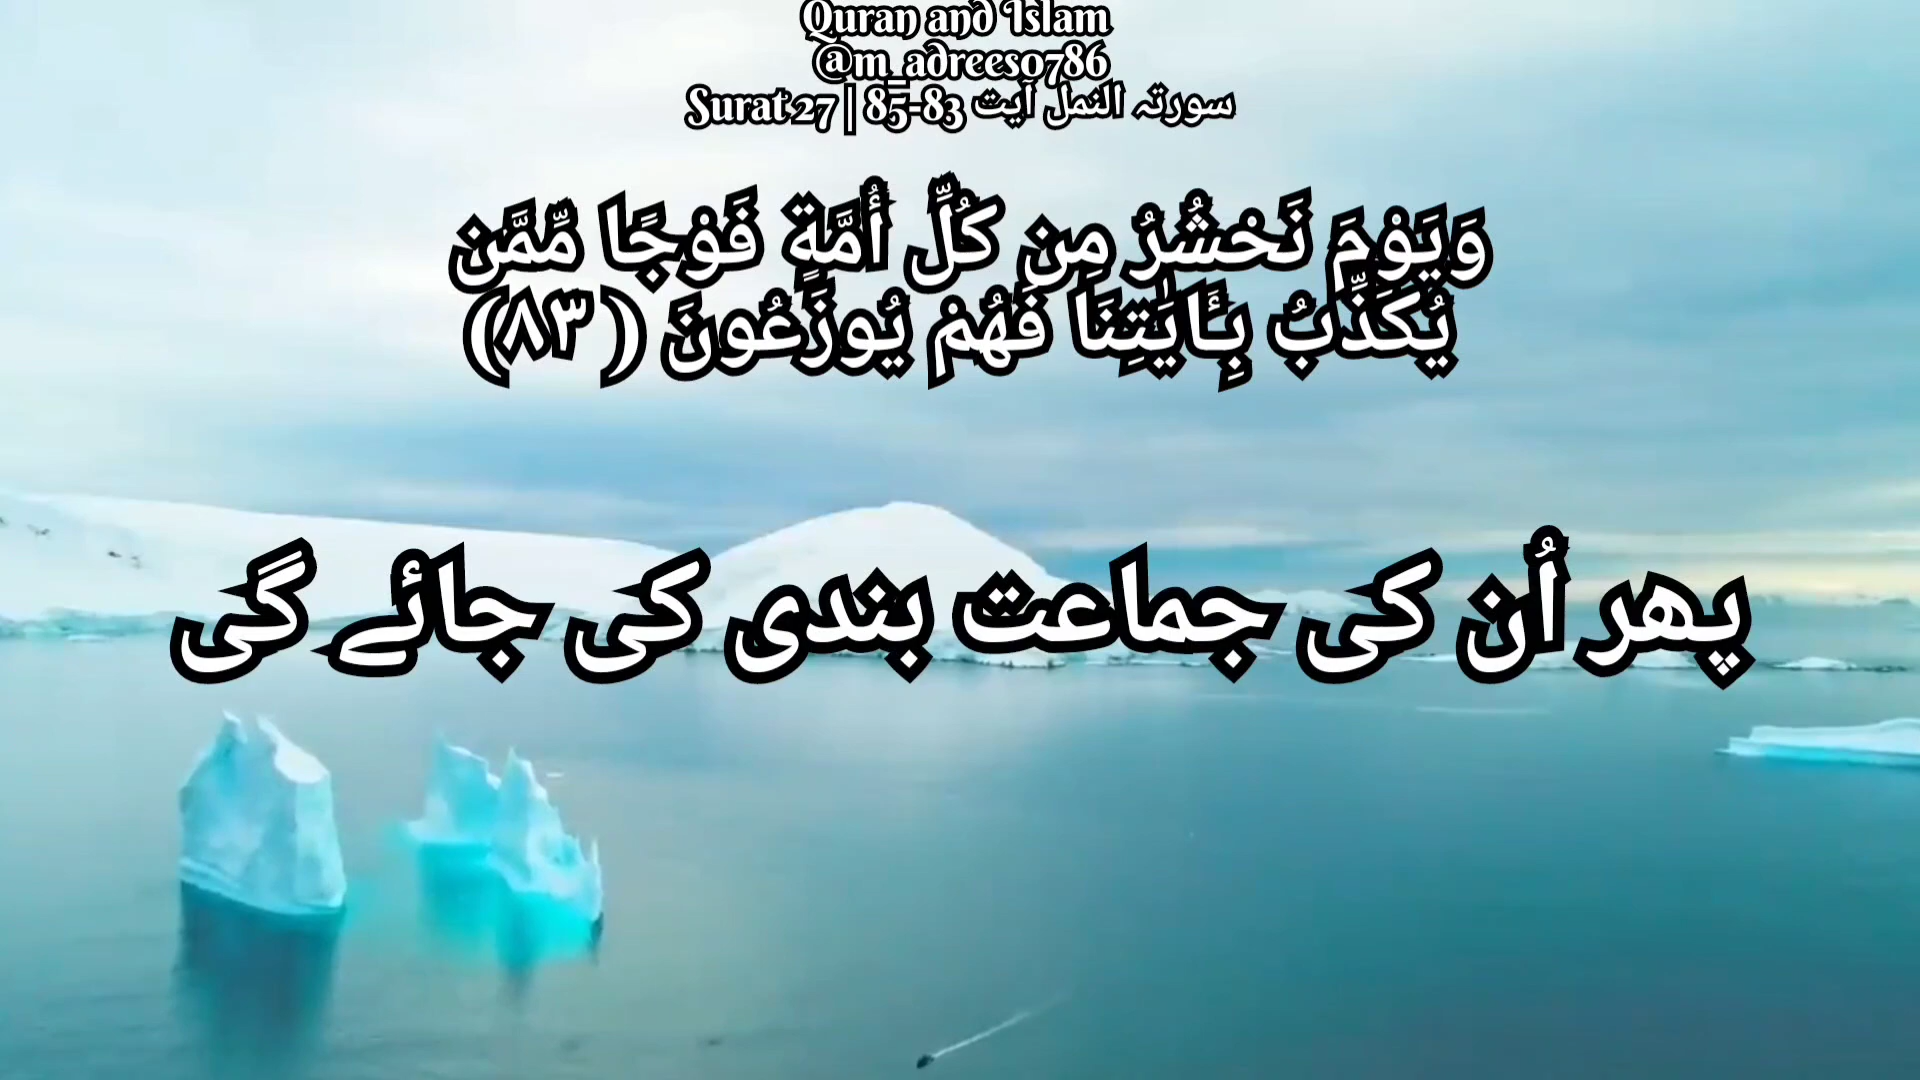 Quran and Islam
@m_adrees0786
Surat 27 | 85-83 سورتہ النمل آیت
وَيَوْمَ نَحْشُرُ مِن كُلِّ أُمَّةٍ فَوْجًا مِّمَّن
يُكَذِّبُ بِـَٔايَٰتِنَا فَهُمْ يُوزَعُونَ (٨٣)
پھر اُن کی جماعت بندی کی جائے گی